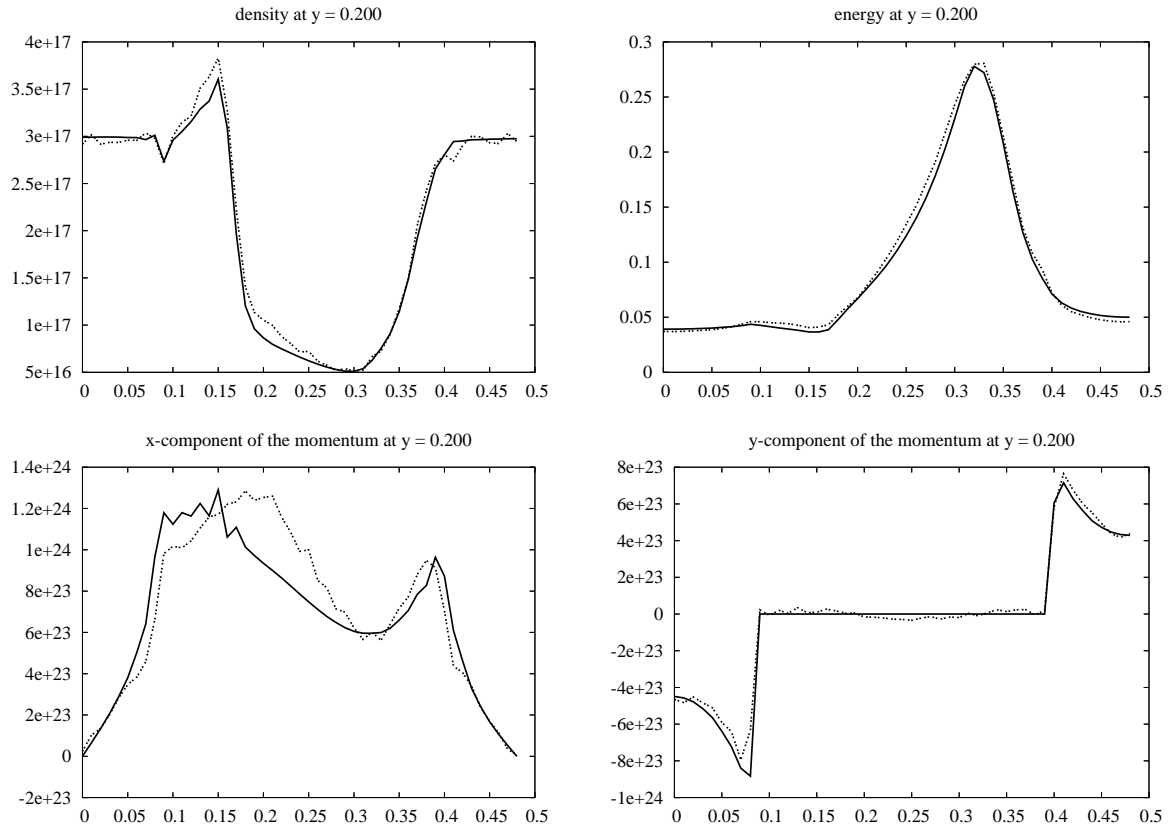 density at y = 0.200
4e+17
3.5e+17
3e+17
2.5e+17
2e+17
1.5e+17
1e+17
5e+16
0 0.05 0.1 0.15 0.2 0.25 0.3 0.35 0.4 0.45 0.5
energy at y = 0.200
0.3
0.25
0.2
0.15
0.1
0.05
0
0 0.05 0.1 0.15 0.2 0.25 0.3 0.35 0.4 0.45 0.5
x-component of the momentum at y = 0.200
1.4e+24
1.2e+24
1e+24
8e+23
6e+23
4e+23
2e+23
0
-2e+23
0 0.05 0.1 0.15 0.2 0.25 0.3 0.35 0.4 0.45 0.5
y-component of the momentum at y = 0.200
8e+23
6e+23
4e+23
2e+23
0
-2e+23
-4e+23
-6e+23
-8e+23
-1e+24
0 0.05 0.1 0.15 0.2 0.25 0.3 0.35 0.4 0.45 0.5